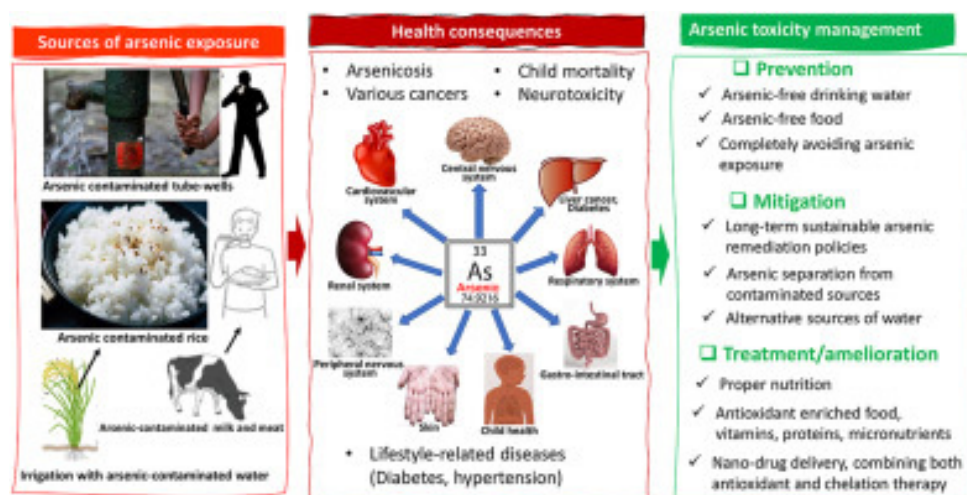 Sources of arsenic exposure
Arsenic contaminated tube-wells
Arsenic contaminated rice
Arsenic-contaminated milk and meat
Irrigation with arsenic-contaminated water
Health consequences
• Arsenicosis
• Various cancers
• Child mortality
• Neurotoxicity
Cardiovascular
system
Central nervous
system
Liver cancer,
Diabetes
Renal system
33
As
Arsenic
74.9216
Respiratory system
Peripheral nervous
system
Skin
Child health
Gastro-intestinal tract
• Lifestyle-related diseases
(Diabetes, hypertension)
Arsenic toxicity management
❑ Prevention
✓ Arsenic-free drinking water
✓ Arsenic-free food
✓ Completely avoiding arsenic
exposure
❑ Mitigation
✓ Long-term sustainable arsenic
remediation policies
✓ Arsenic separation from
contaminated sources
✓ Alternative sources of water
❑ Treatment/amelioration
✓ Proper nutrition
✓ Antioxidant enriched food,
vitamins, proteins, micronutrients
✓ Nano-drug delivery, combining both
antioxidant and chelation therapy